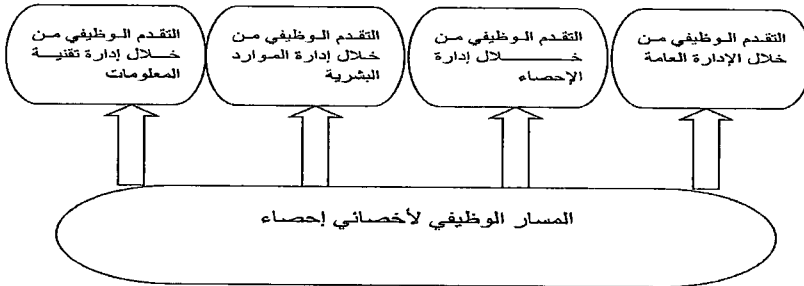 التقدم الوظيفي من
خلال الإدارة العامة
التقدم الوظيفي من
خلال إدارة
الإحصاء
التقدم الوظيفي من
خلال إدارة الموارد
البشرية
التقدم الوظيفي من
خلال إدارة تقنية
المعلومات
المسار الوظيفي لأخصائي إحصاء